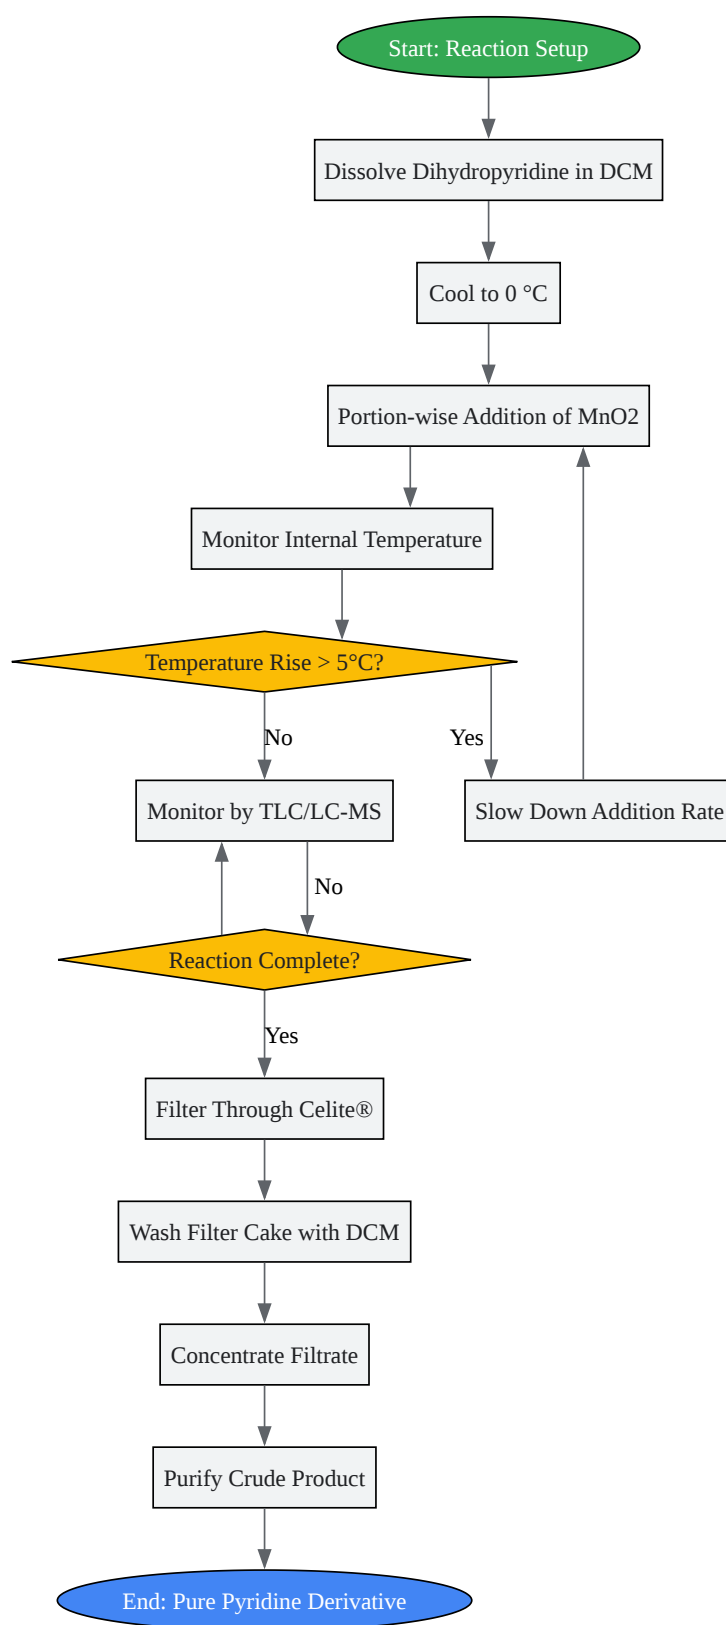 Start: Reaction Setup
Dissolve Dihydropyridine in DCM
Cool to 0 °C
Portion-wise Addition of MnO2
Monitor Internal Temperature
Temperature Rise > 5°C?
No
Yes
Monitor by TLC/LC-MS
Slow Down Addition Rate
No
Reaction Complete?
Yes
Filter Through Celite®
Wash Filter Cake with DCM
Concentrate Filtrate
Purify Crude Product
End: Pure Pyridine Derivative